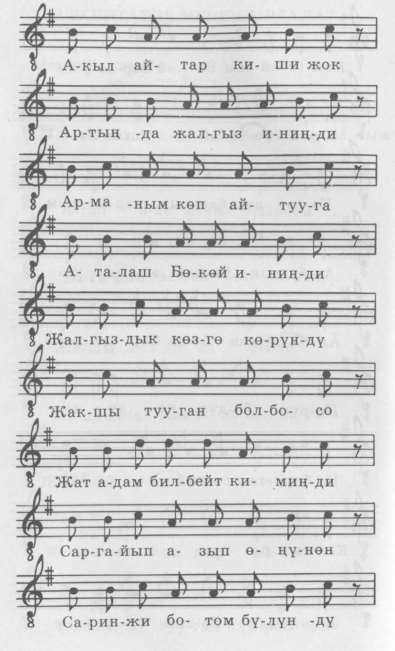 А-кыл ай- тар ки- ши жок
Ар-тың -да жал-гыз и-ниң-ди
Ар-ма -ным көп ай- туу-га
А- та-лаш Бө-көй и- ниң-ди
Жал-гыз-дык көз-гө кө-рүн-дү
Жак-шы туу-ган бол-бо- со
Жат а-дам бил-бейт ки- миң-ди
Сар-га-йып а- зып ө- ңү-нөн
Са-рин-жи бо- том бү-лүн -дү